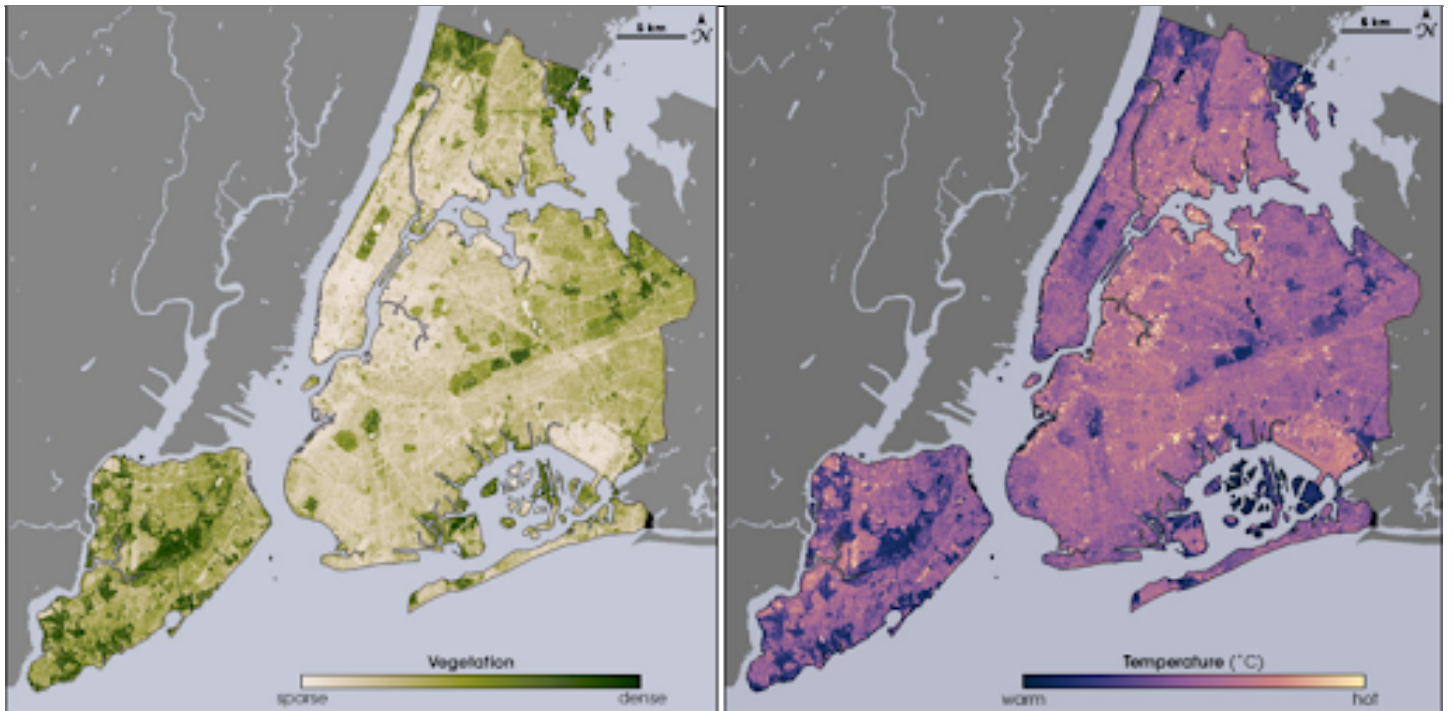 5 km
N
Vegetation
sparse dense
5 km
N
Temperature (°C)
warm hot